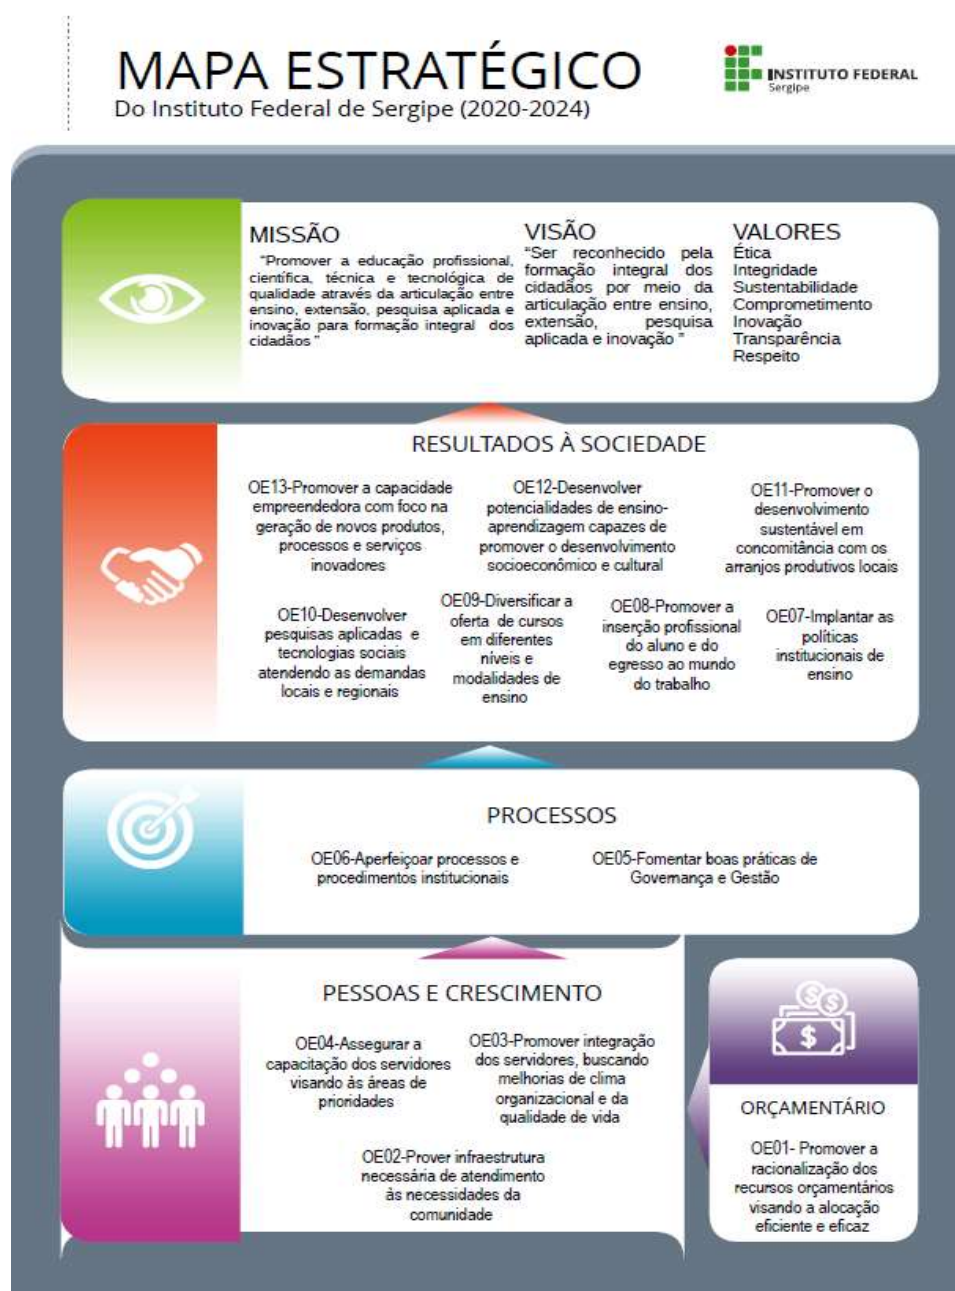 MAPA ESTRATÉGICO
Do Instituto Federal de Sergipe (2020-2024)
INSTITUTO FEDERAL
Sergipe
MISSÃO
"Promover a educação profissional,
científica, técnica e tecnológica de
qualidade através da articulação entre
ensino, extensão, pesquisa aplicada e
inovação para formação integral dos
cidadãos "
VISÃO
"Ser reconhecido pela
formação integral dos
cidadãos por meio da
articulação entre ensino,
extensão, pesquisa
aplicada e inovação "
VALORES
Ética
Integridade
Sustentabilidade
Comprometimento
Inovação
Transparência
Respeito
RESULTADOS À SOCIEDADE
OE13-Promover a capacidade
empreendedora com foco na
geração de novos produtos,
processos e serviços
inovadores
OE12-Desenvolver
potencialidades de ensino-
aprendizagem capazes de
promover o desenvolvimento
socioeconômico e cultural
OE11-Promover o
desenvolvimento
sustentável em
concomitância com os
arranjos produtivos locais
OE10-Desenvolver
pesquisas aplicadas e
tecnologias sociais
atendendo as demandas
locais e regionais
OE09-Diversificar a
oferta de cursos
em diferentes
níveis e
modalidades de
ensino
OE08-Promover a
inserção profissional
do aluno e do
egresso ao mundo
do trabalho
OE07-Implantar as
políticas
institucionais de
ensino
PROCESSOS
OE06-Aperfeiçoar processos e
procedimentos institucionais
OE05-Fomentar boas práticas de
Governança e Gestão
PESSOAS E CRESCIMENTO
OE04-Assegurar a
capacitação dos servidores
visando às áreas de
prioridades
OE03-Promover integração
dos servidores, buscando
melhorias de clima
organizacional e da
qualidade de vida
OE02-Prover infraestrutura
necessária de atendimento
às necessidades da
comunidade
ORÇAMENTÁRIO
OE01- Promover a
racionalização dos
recursos orçamentários
visando a alocação
eficiente e eficaz